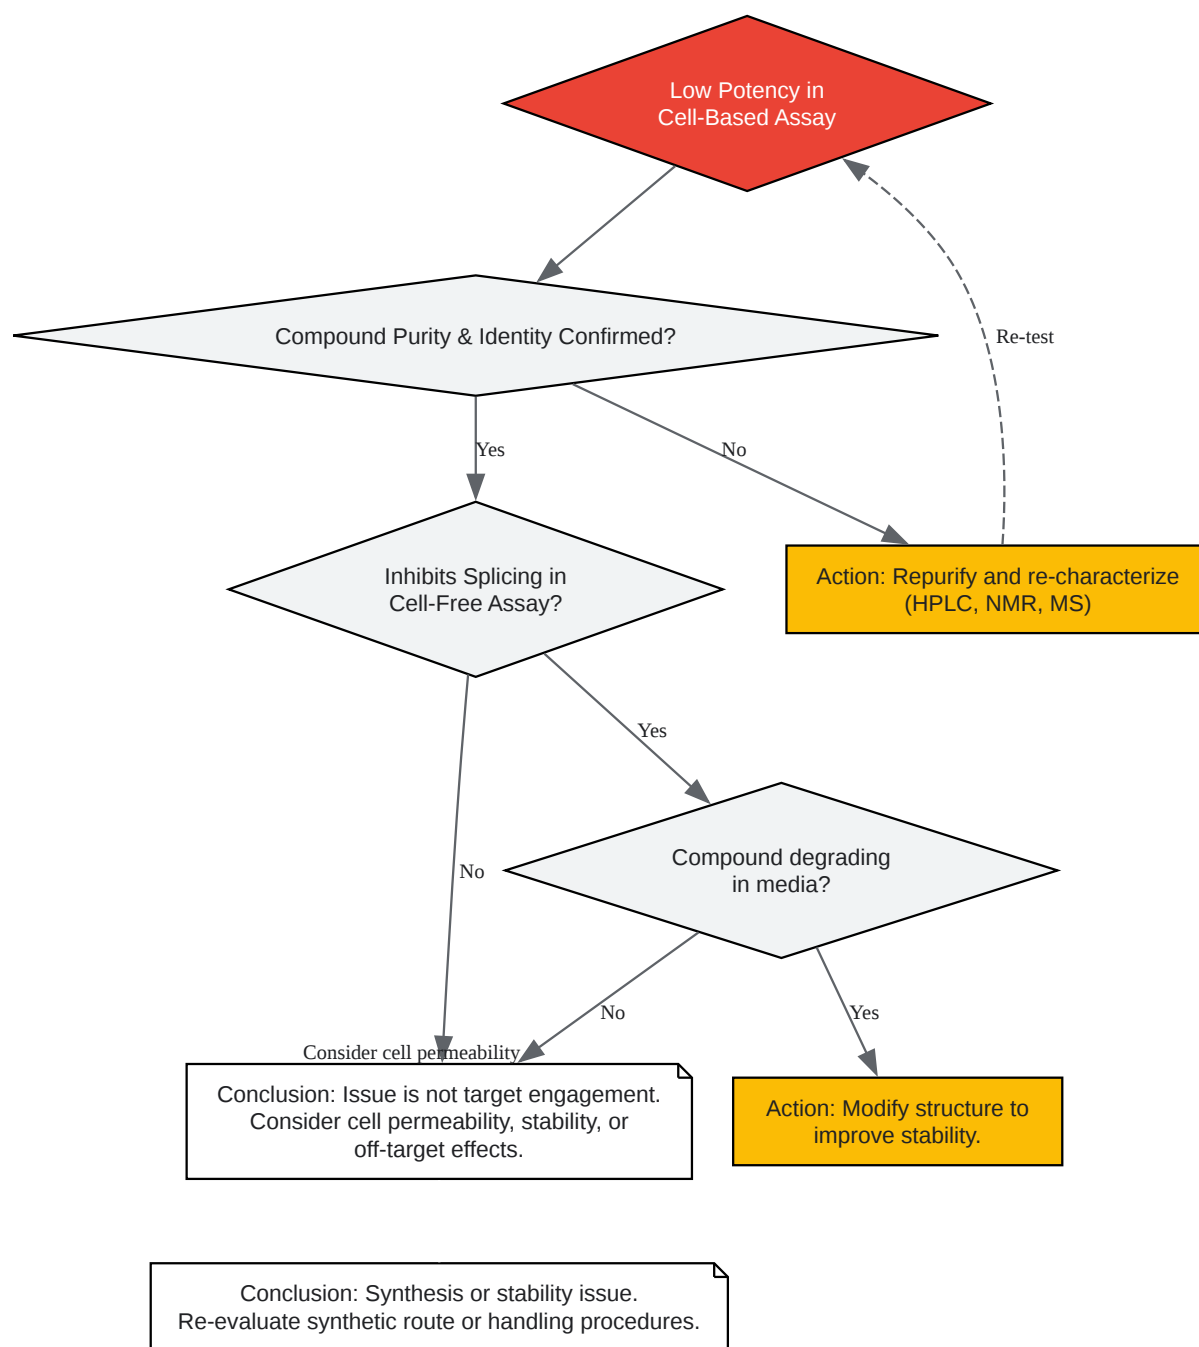 Low Potency in
Cell-Based Assay
Compound Purity & Identity Confirmed?
Re-test
Yes
No
Inhibits Splicing in
Cell-Free Assay?
Action: Repurify and re-characterize
(HPLC, NMR, MS)
Yes
No
Compound degrading
in media?
No
Yes
Consider cell permeability
Conclusion: Issue is not target engagement.
Consider cell permeability, stability, or
off-target effects.
Action: Modify structure to
improve stability.
Conclusion: Synthesis or stability issue.
Re-evaluate synthetic route or handling procedures.